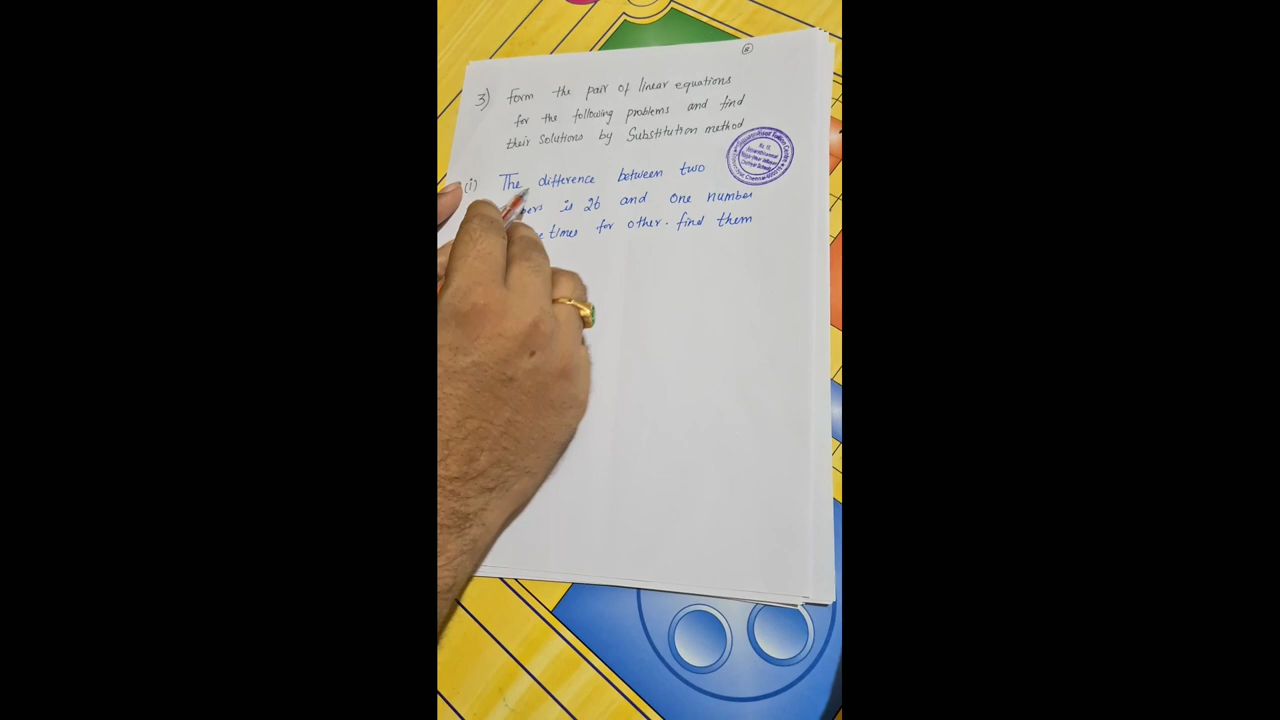 3) Form the pair of linear equations
for the following problems and find
their solutions by Substitution method
(i) The difference between two
bers is 26 and one number
times for other. find them